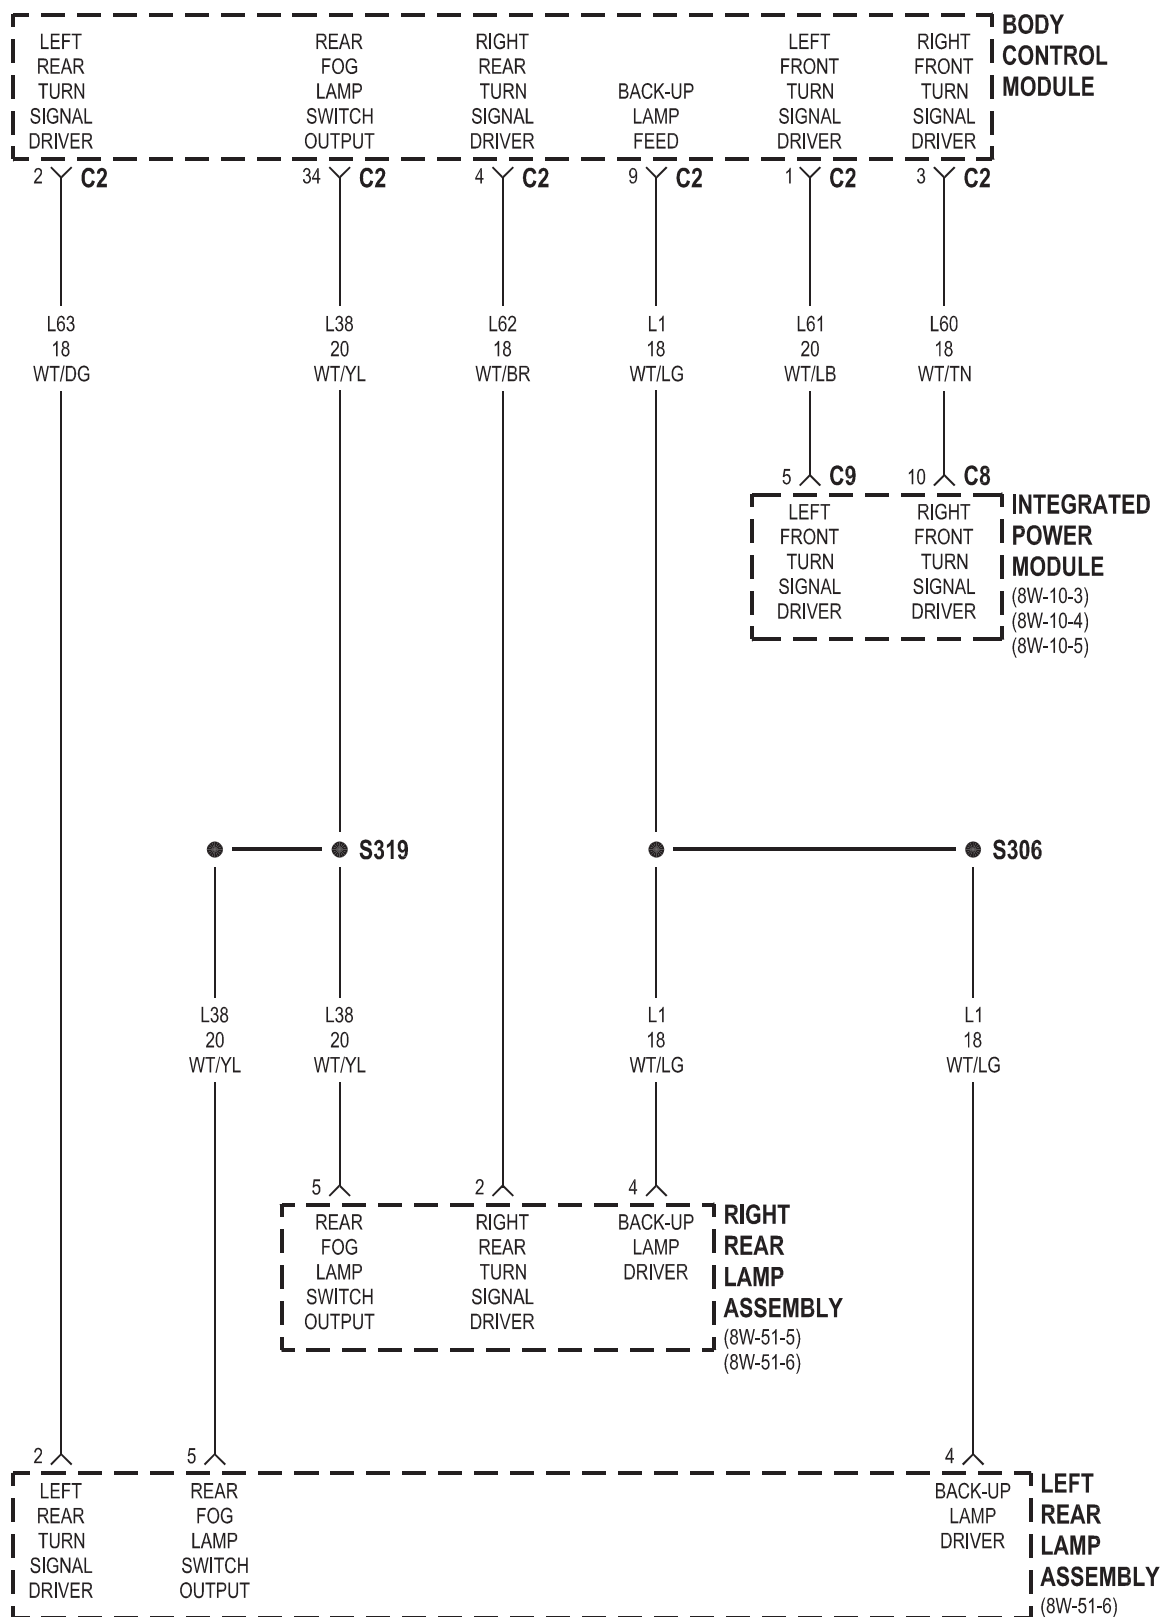 LEFT
REAR
TURN
SIGNAL
DRIVER
REAR
FOG
LAMP
SWITCH
OUTPUT
RIGHT
REAR
TURN
SIGNAL
DRIVER
BACK-UP
LAMP
FEED
LEFT
FRONT
TURN
SIGNAL
DRIVER
RIGHT
FRONT
TURN
SIGNAL
DRIVER
BODY
CONTROL
MODULE
2 C2
34 C2
4 C2
9 C2
1 C2
3 C2
L63
18
WT/DG
L38
20
WT/YL
L62
18
WT/BR
L1
18
WT/LG
L61
20
WT/LB
L60
18
WT/TN
5 C9
10 C8
LEFT
FRONT
TURN
SIGNAL
DRIVER
RIGHT
FRONT
TURN
SIGNAL
DRIVER
INTEGRATED
POWER
MODULE
(8W-10-3)
(8W-10-4)
(8W-10-5)
S319
S306
L38
20
WT/YL
L38
20
WT/YL
L1
18
WT/LG
L1
18
WT/LG
5
2
4
REAR
FOG
LAMP
SWITCH
OUTPUT
RIGHT
REAR
TURN
SIGNAL
DRIVER
BACK-UP
LAMP
DRIVER
RIGHT
REAR
LAMP
ASSEMBLY
(8W-51-5)
(8W-51-6)
2
5
4
LEFT
REAR
TURN
SIGNAL
DRIVER
REAR
FOG
LAMP
SWITCH
OUTPUT
BACK-UP
LAMP
DRIVER
LEFT
REAR
LAMP
ASSEMBLY
(8W-51-6)